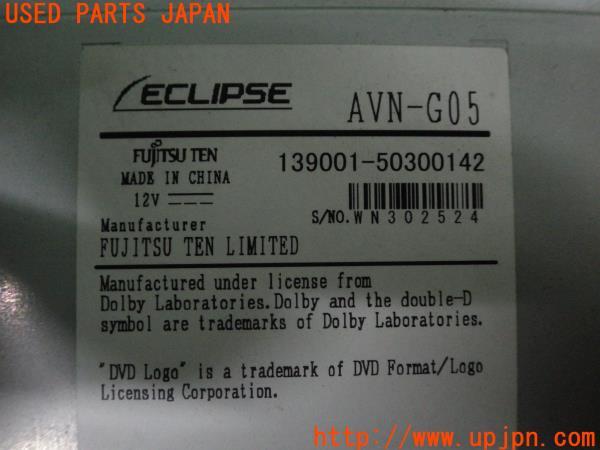 USED PARTS JAPAN
ECLIPSE
AVN-G05
FUJITSU TEN
139001-50300142
MADE IN CHINA
12V
S/NO.WN302524
Manufacturer
FUJITSU TEN LIMITED
Manufactured under license from
Dolby Laboratories.Dolby and the double-D
symbol are trademarks of Dolby Laboratories.
"DVD Logo" is a trademark of DVD Format/Logo
Licensing Corporation.
http://www.upjpn.com/